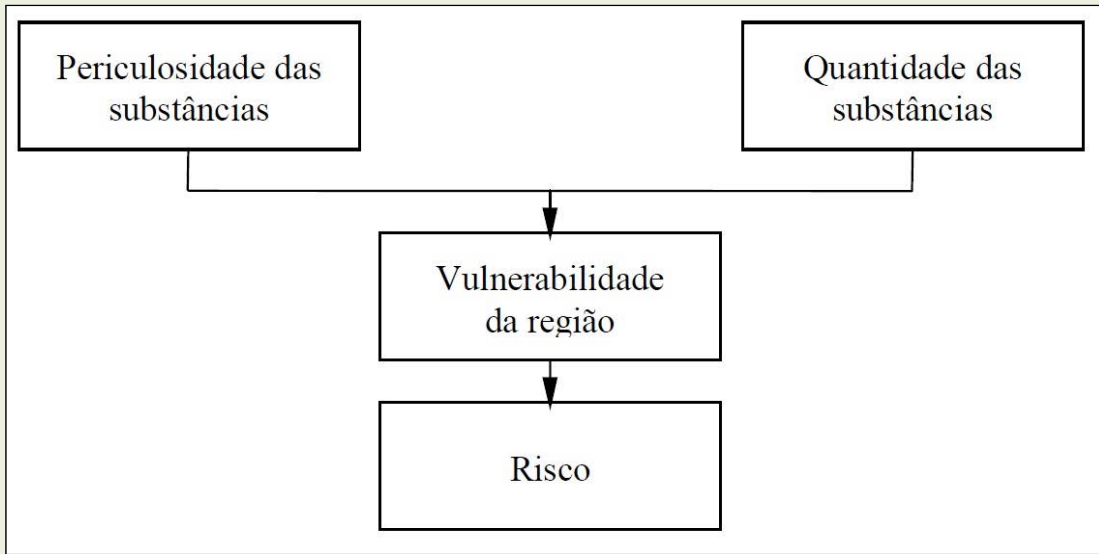 Periculosidade das
substâncias
Quantidade das
substâncias
Vulnerabilidade
da região
Risco